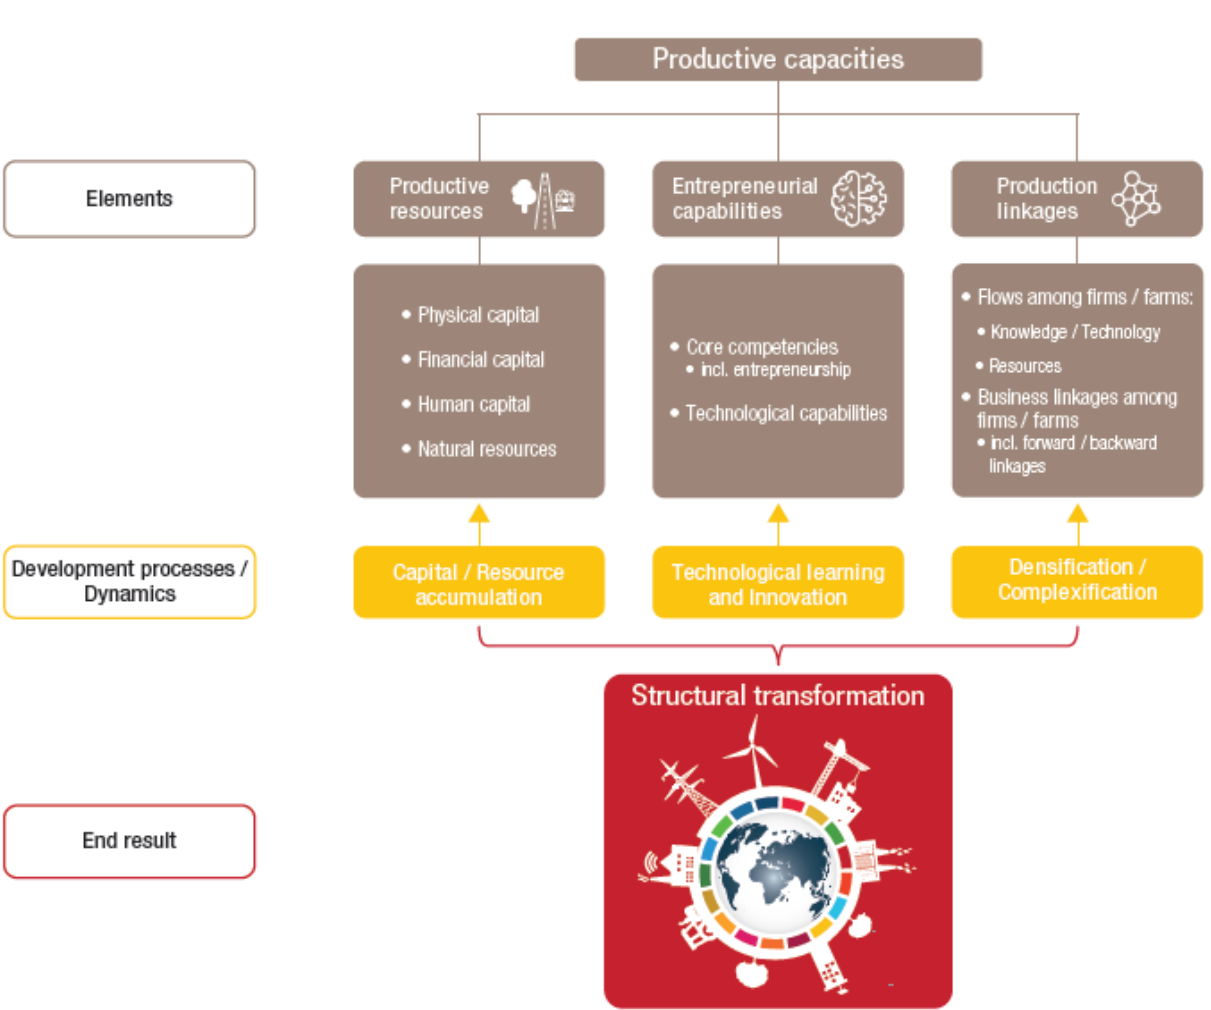 Productive capacities
Elements
Productive
resources
Entrepreneurial
capabilities
Production
linkages
• Physical capital
• Financial capital
• Human capital
• Natural resources
• Core competencies
• incl. entrepreneurship
• Technological capabilities
• Flows among firms / farms:
• Knowledge / Technology
• Resources
• Business linkages among
firms / farms
• incl. forward / backward
linkages
Development processes /
Dynamics
Capital / Resource
accumulation
Technological learning
and Innovation
Densification /
Complexification
Structural transformation
End result